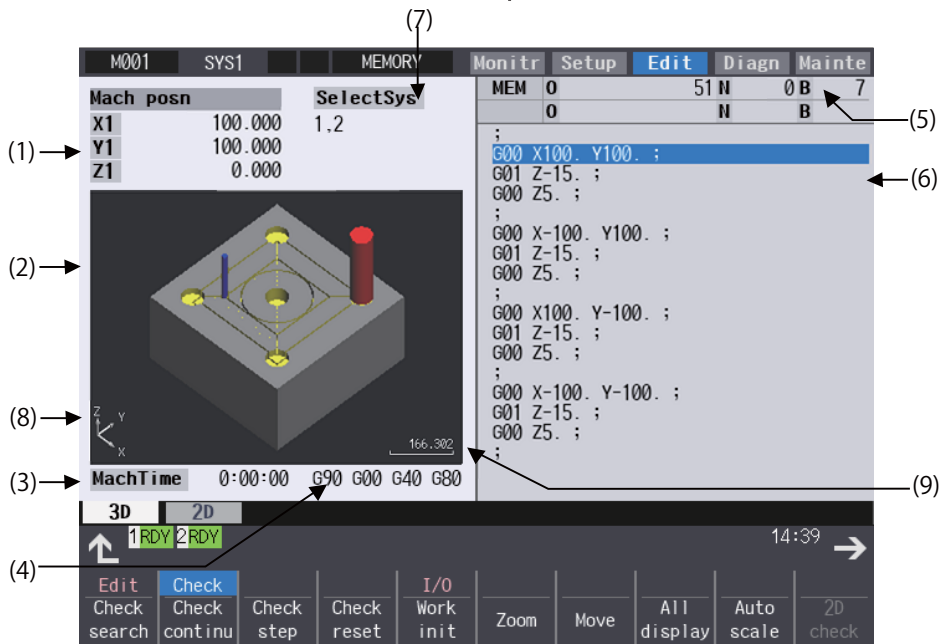 (7)
M001 SYS1 MEMORY Monitr Setup Edit Diagn Mainte
Mach posn SelectSys
X1 100.000 1,2
Y1 100.000
Z1 0.000
MEM O 51 N 0 B 7
O N B
(5)
(1)
(6)
;
G00 X100. Y100. ;
G01 Z-15. ;
G00 Z5. ;
;
G00 X-100. Y100. ;
G01 Z-15. ;
G00 Z5. ;
;
G00 X100. Y-100. ;
G01 Z-15. ;
G00 Z5. ;
;
G00 X-100. Y-100. ;
G01 Z-15. ;
G00 Z5. ;
;
(2)
(8)
Z Y
X
166.302
(3)
MachTime 0:00:00 G90 G00 G40 G80
(9)
3D 2D
1 RDY 2 RDY 14:39
(4)
Edit Check I/O
Check search
Check continu
Check step
Check reset
Work init
Zoom
Move
All display
Auto scale
2D check